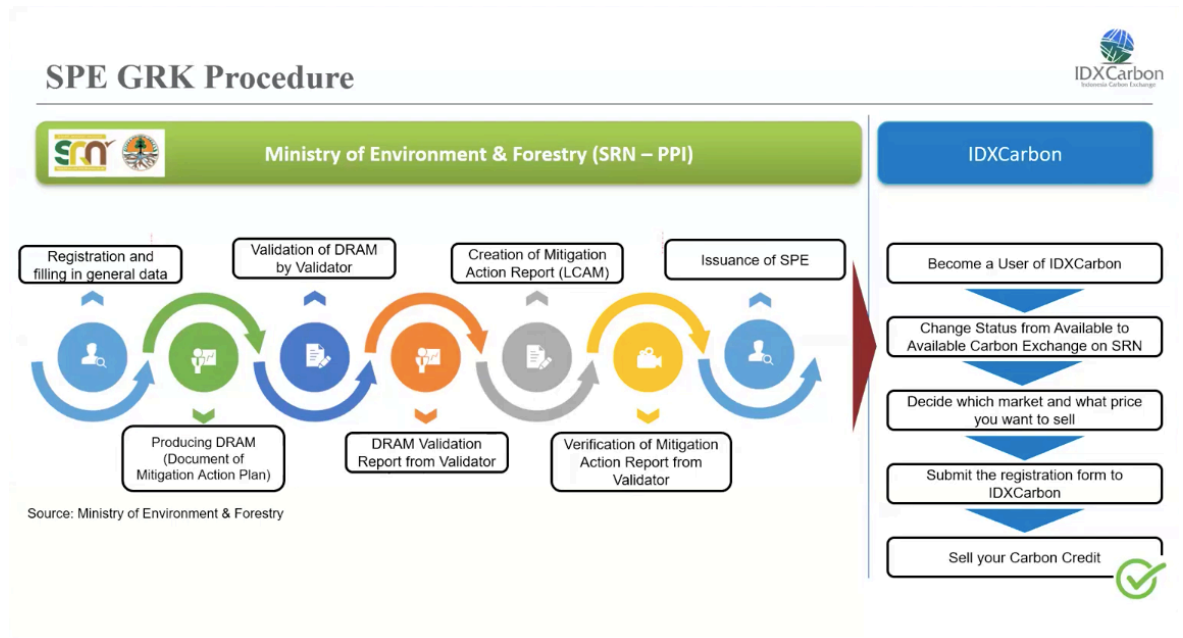 SPE GRK Procedure
IDXCarbon
Indonesia Carbon Exchange
SRN
Ministry of Environment & Forestry (SRN – PPI)
IDXCarbon
Registration and
filling in general data
Validation of DRAM
by Validator
Creation of Mitigation
Action Report (LCAM)
Issuance of SPE
Producing DRAM
(Document of
Mitigation Action Plan)
DRAM Validation
Report from Validator
Verification of Mitigation
Action Report from
Validator
Source: Ministry of Environment & Forestry
Become a User of IDXCarbon
Change Status from Available to
Available Carbon Exchange on SRN
Decide which market and what price
you want to sell
Submit the registration form to
IDXCarbon
Sell your Carbon Credit